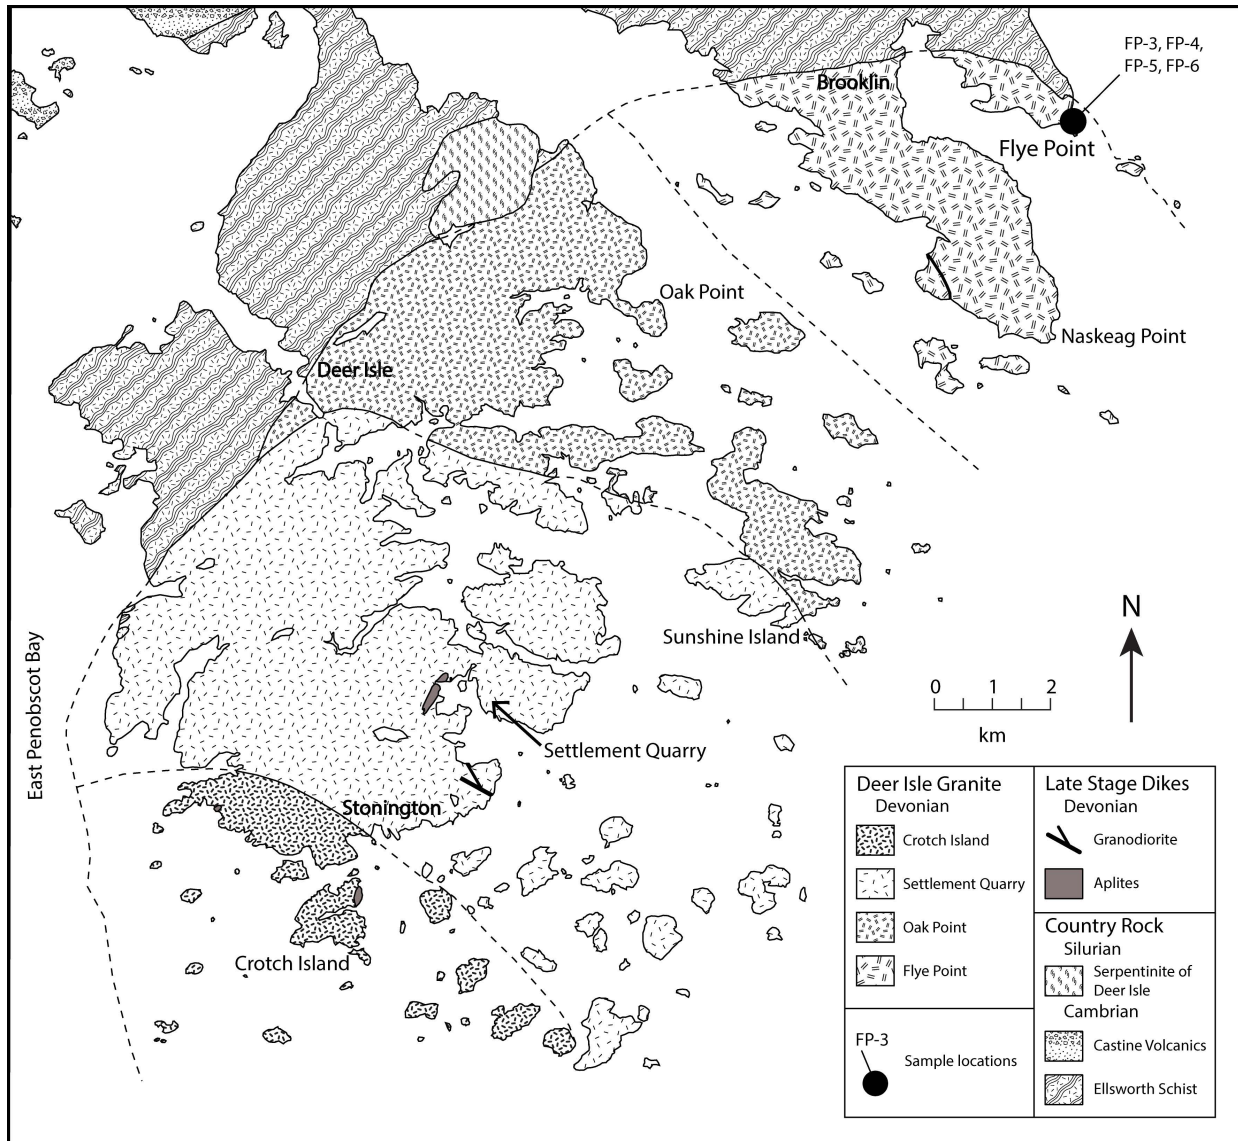 FP-3, FP-4,
FP-5, FP-6
Brooklin
Flye Point
Oak Point
Naskeag Point
Deer Isle
N
Sunshine Island
East Penobscot Bay
0 1 2
km
Settlement Quarry
Stonington
Crotch Island
Deer Isle Granite
Devonian
Crotch Island
Settlement Quarry
Oak Point
Flye Point
FP-3
Sample locations
Late Stage Dikes
Devonian
Granodiorite
Aplites
Country Rock
Silurian
Serpentinite of
Deer Isle
Cambrian
Castine Volcanics
Ellsworth Schist